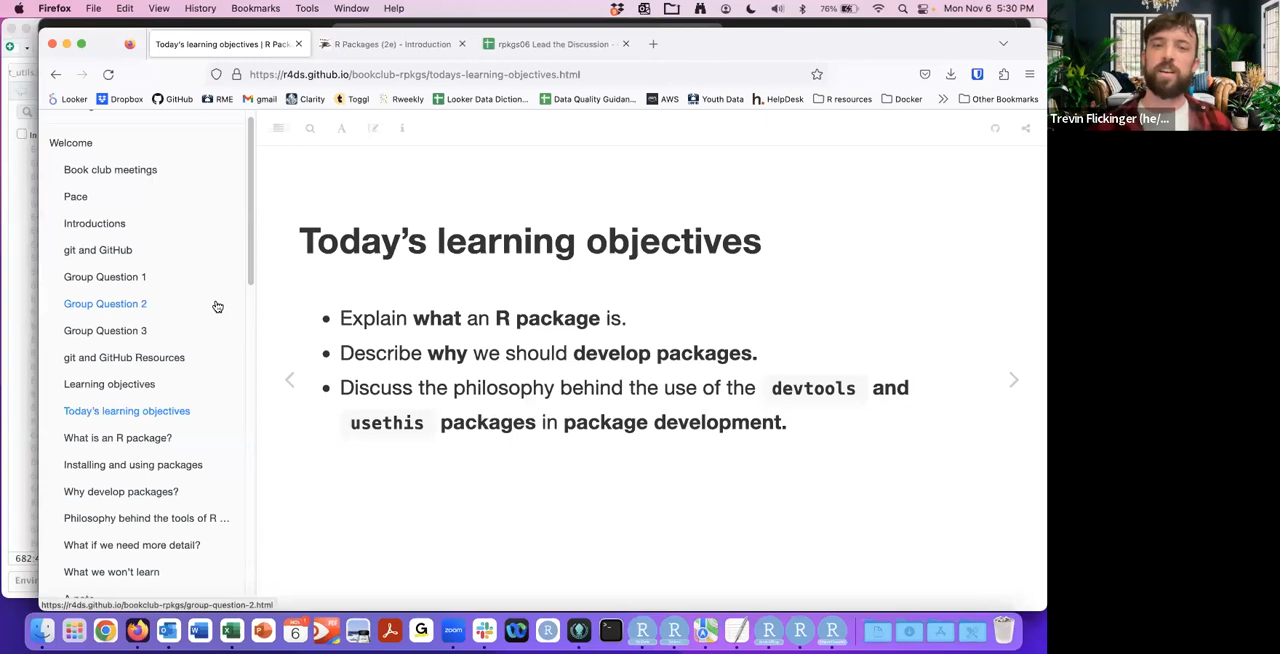 Firefox File Edit View History Bookmarks Tools Window Help 76% Mon Nov 6 5:30 PM
Today's learning objectives | R Pack
R Packages (2e) - Introduction
rpkgs06 Lead the Discussion -
https://r4ds.github.io/bookclub-rpkgs/todays-learning-objectives.html
Looker Dropbox GitHub RME gmail Clarity Toggl Rweekly Looker Data Diction... Data Quality Guidan... AWS Youth Data HelpDesk R resources Docker Other Bookmarks
t_utils.
In
Welcome
Book club meetings
Pace
Introductions
git and GitHub
Group Question 1
Group Question 2
Group Question 3
git and GitHub Resources
Learning objectives
Today's learning objectives
What is an R package?
Installing and using packages
Why develop packages?
Philosophy behind the tools of R ...
What if we need more detail?
What we won't learn
Today's learning objectives
Explain what an R package is.
Describe why we should develop packages.
Discuss the philosophy behind the use of the devtools and
usethis packages in package development.
682:
Envir
https://r4ds.github.io/bookclub-rpkgs/group-question-2.html
Trevin Flickinger (he/...
NOV
6
zoom